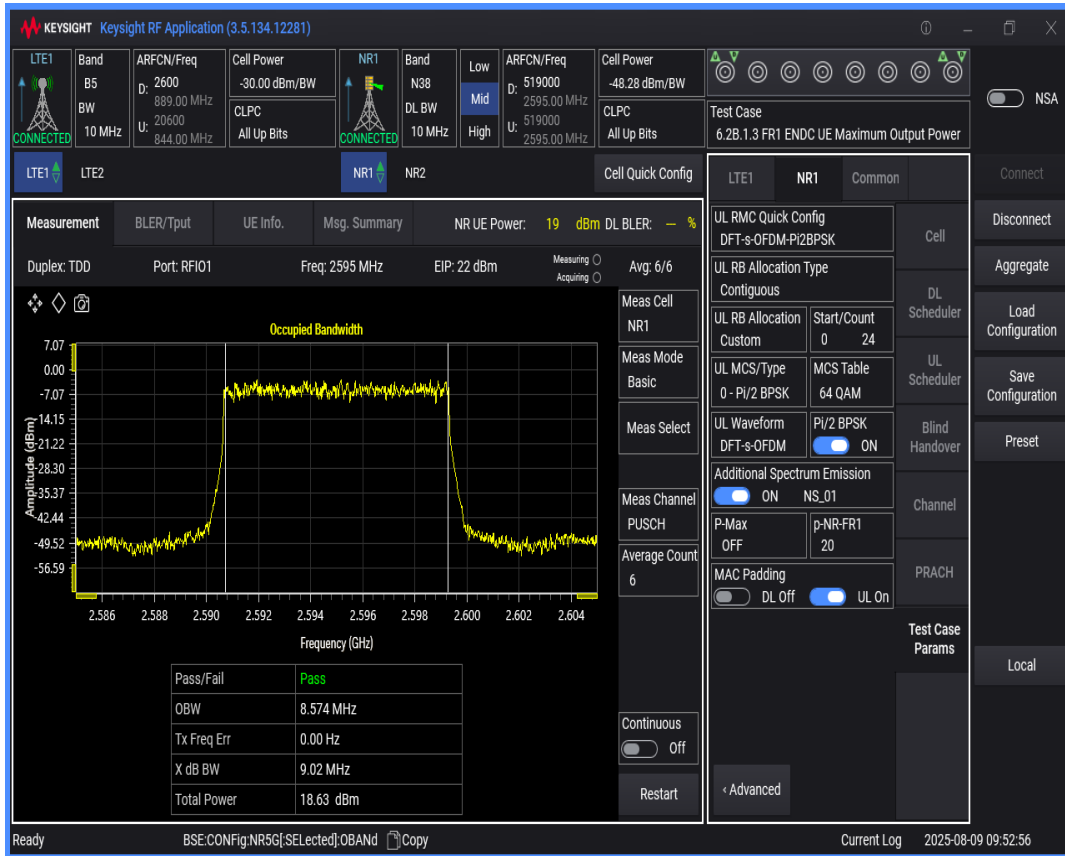 KEYSIGHT Keysight RF Application (3.5.134.12281)
LTE1
CONNECTED
Band
B5
BW
10 MHz
ARFCN/Freq
D: 2600
889.00 MHz
U: 20600
844.00 MHz
Cell Power
-30.00 dBm/BW
CLPC
All Up Bits
NR1
CONNECTED
Band
N38
DL BW
10 MHz
Low
Mid
High
ARFCN/Freq
D: 519000
2595.00 MHz
U: 519000
2595.00 MHz
Cell Power
-48.28 dBm/BW
CLPC
All Up Bits
Test Case
6.2B.1.3 FR1 ENDC UE Maximum Output Power
NSA
LTE1 LTE2 NR1 NR2 Cell Quick Config
Measurement BLER/Tput UE Info. Msg. Summary NR UE Power: 19 dBm DL BLER: -- %
Duplex: TDD Port: RFIO1 Freq: 2595 MHz EIP: 22 dBm Measuring Acquiring Avg: 6/6
Occupied Bandwidth
Amplitude (dBm)
7.07
0.00
-7.07
-14.15
-21.22
-28.30
-35.37
-42.44
-49.52
-56.59
2.586 2.588 2.590 2.592 2.594 2.596 2.598 2.600 2.602 2.604
Frequency (GHz)
Pass/Fail Pass
OBW 8.574 MHz
Tx Freq Err 0.00 Hz
X dB BW 9.02 MHz
Total Power 18.63 dBm
Meas Cell
NR1
Meas Mode
Basic
Meas Select
Meas Channel
PUSCH
Average Count
6
Continuous
Off
Restart
LTE1 NR1 Common
UL RMC Quick Config
DFT-s-OFDM-Pi2BPSK
UL RB Allocation Type
Contiguous
UL RB Allocation
Custom
Start/Count
0 24
UL MCS/Type
0 - Pi/2 BPSK
MCS Table
64 QAM
UL Waveform
DFT-s-OFDM
Pi/2 BPSK
ON
Additional Spectrum Emission
ON NS_01
P-Max
OFF
p-NR-FR1
20
MAC Padding
DL Off UL On
‹ Advanced
Cell
DL
Scheduler
UL
Scheduler
Blind
Handover
Channel
PRACH
Test Case
Params
Connect
Disconnect
Aggregate
Load
Configuration
Save
Configuration
Preset
Local
Ready BSE:CONFig:NR5G[:SELected]:OBANd Copy Current Log 2025-08-09 09:52:56